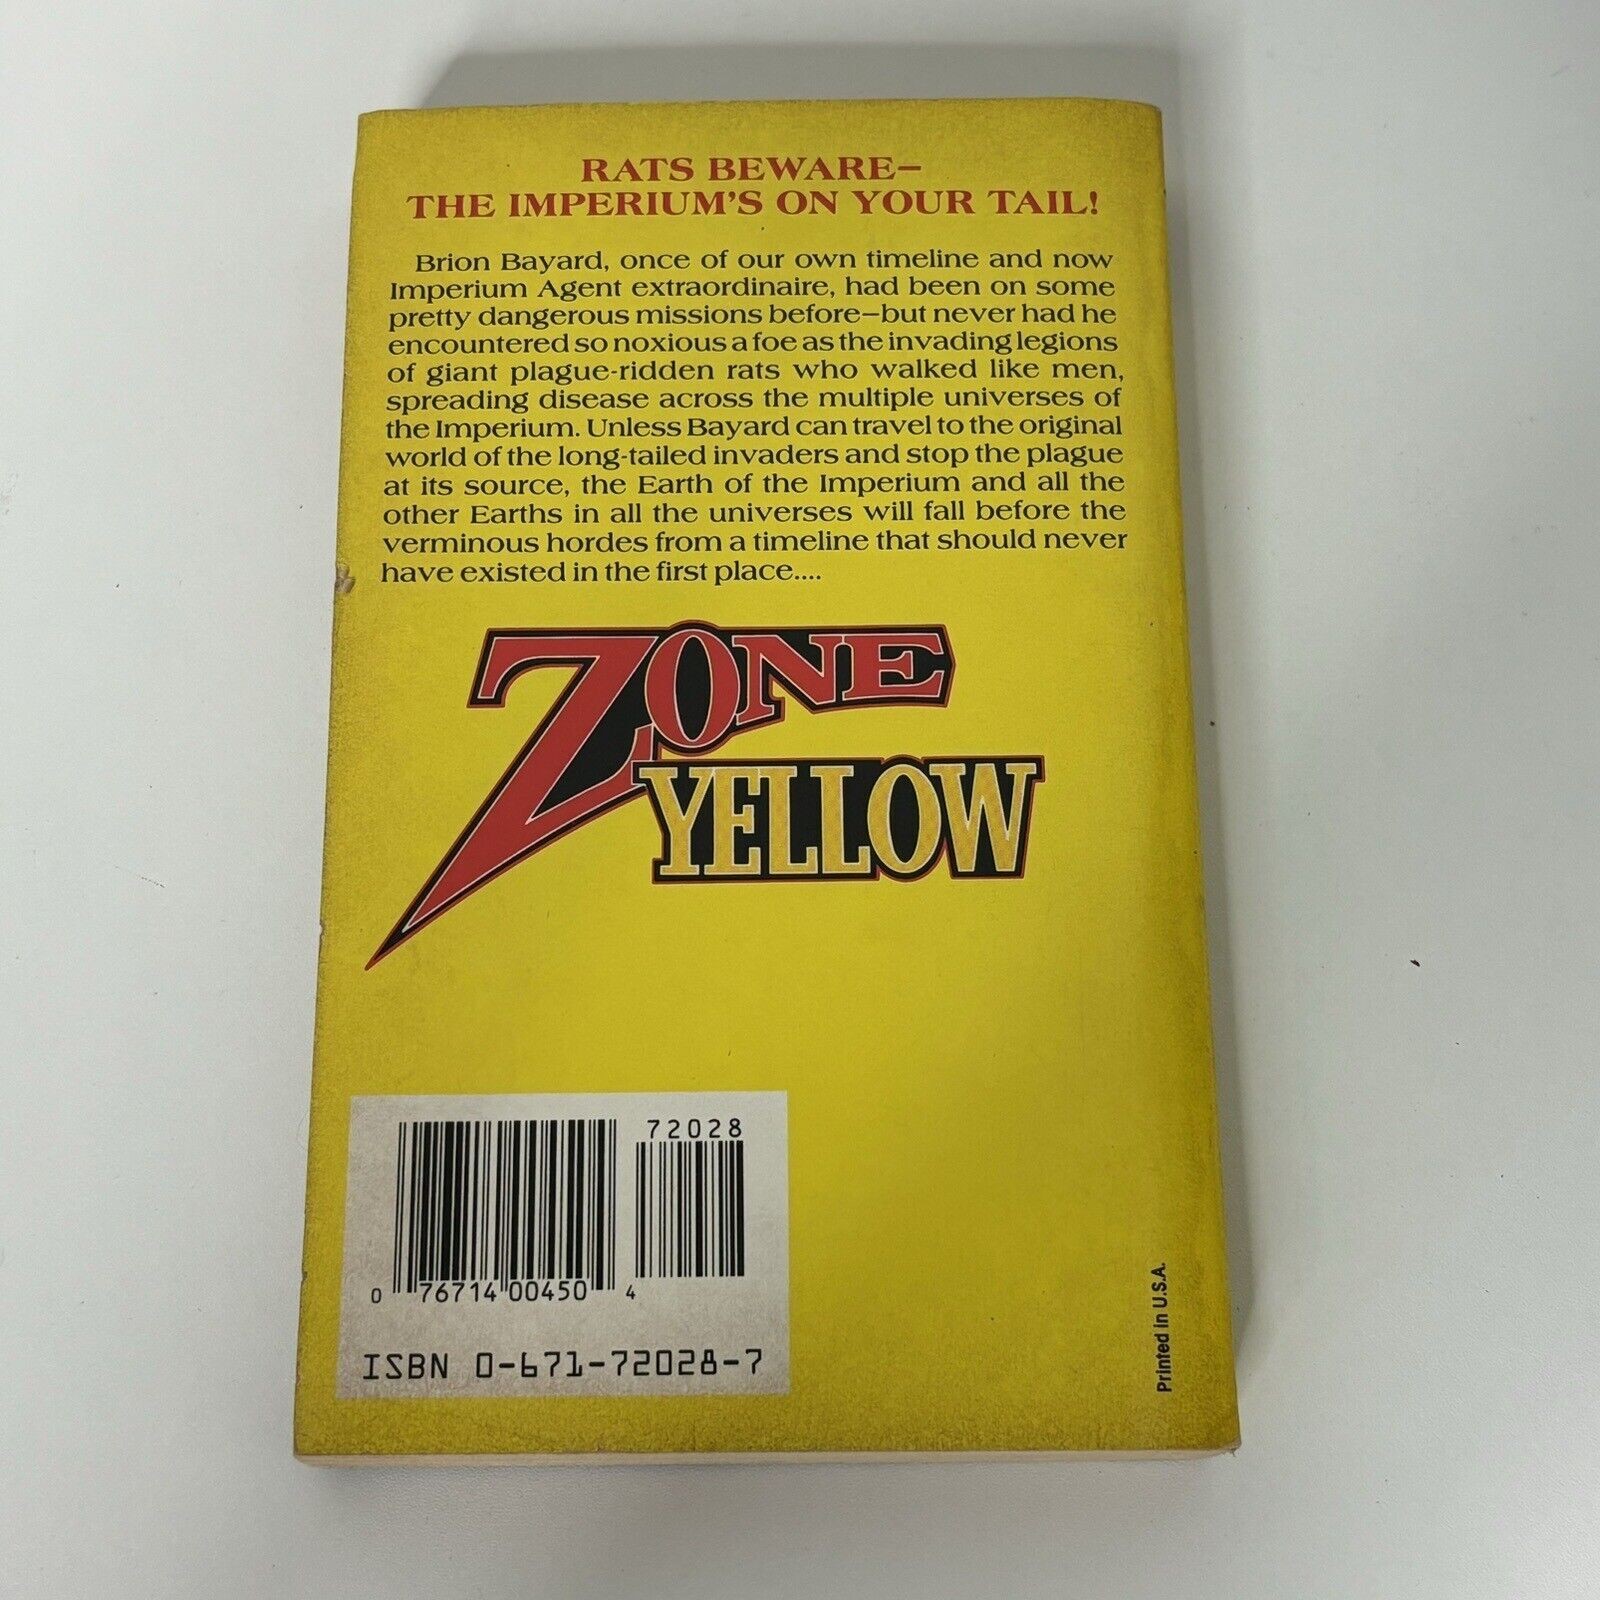 RATS BEWARE—
THE IMPERIUM'S ON YOUR TAIL!
Brion Bayard, once of our own timeline and now
Imperium Agent extraordinaire, had been on some
pretty dangerous missions before—but never had he
encountered so noxious a foe as the invading legions
of giant plague-ridden rats who walked like men,
spreading disease across the multiple universes of
the Imperium. Unless Bayard can travel to the original
world of the long-tailed invaders and stop the plague
at its source, the Earth of the Imperium and all the
other Earths in all the universes will fall before the
verminous hordes from a timeline that should never
have existed in the first place....
ZONE
YELLOW
72028
0 76714 00450 4
ISBN 0-671-72028-7
Printed in U.S.A.